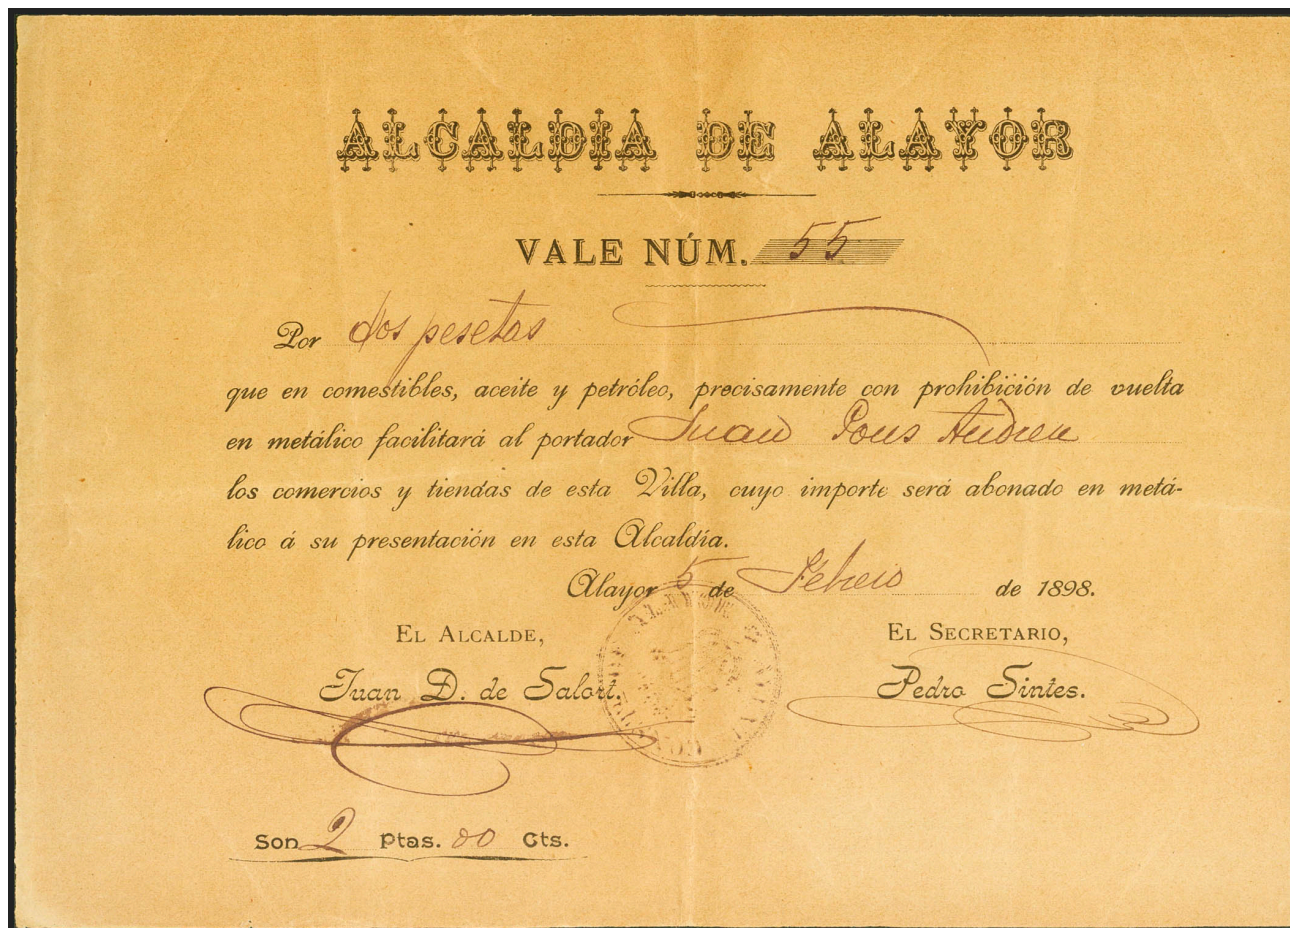 ALCALDIA DE ALAYOR
VALE NÚM. 55
Por dos pesetas
que en comestibles, aceite y petróleo, precisamente con prohibición de vuelta
en metálico facilitará al portador Juan Pons Andreu
los comercios y tiendas de esta Villa, cuyo importe será abonado en metá-
lico á su presentación en esta Alcaldía.
Alayor 5 de Febrero de 1898.
EL ALCALDE,
EL SECRETARIO,
Juan D. de Salort.
Pedro Sintes.
Son 2 Ptas. 00 Cts.